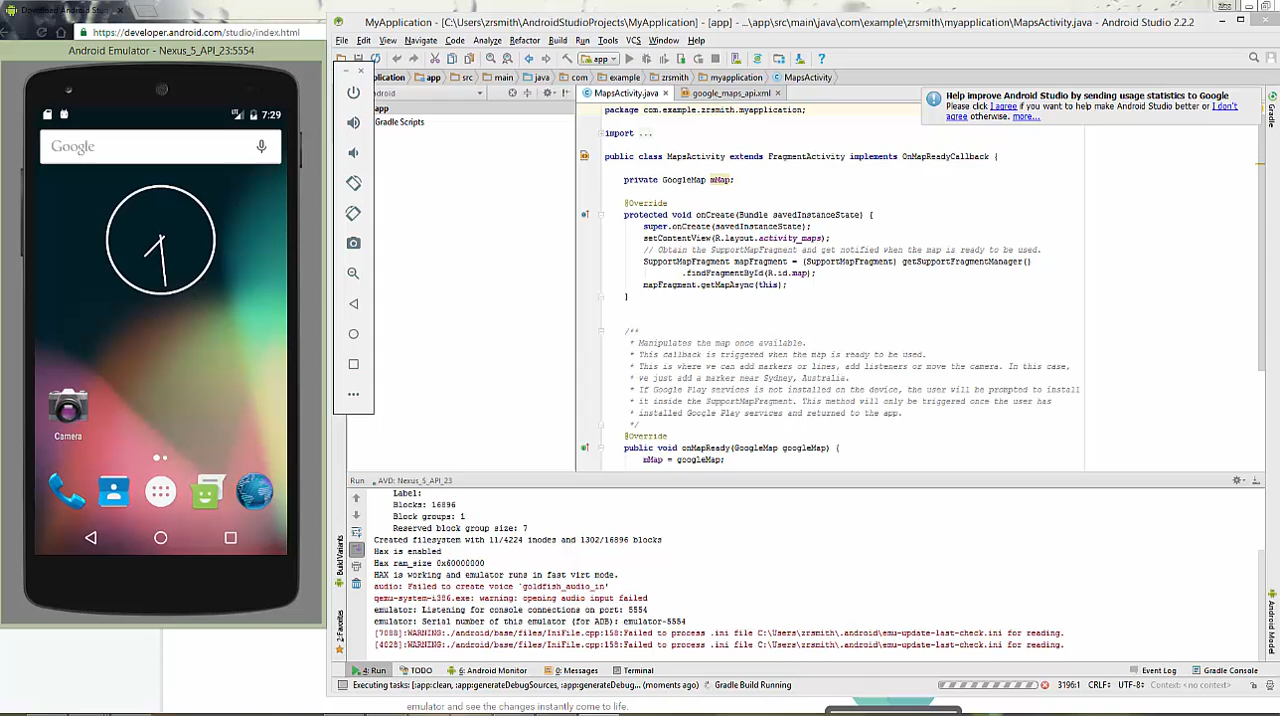 Download Android Studio
MyApplication - [C:\Users\zrsmith\AndroidStudioProjects\MyApplication] - [app] - ...\app\src\main\java\com\example\zrsmith\myapplication\MapsActivity.java - Android Studio 2.2.2
https://developer.android.com/studio/index.html
File Edit View Navigate Code Analyze Refactor Build Run Tools VCS Window Help
Android Emulator - Nexus_5_API_23:5554
app
plication app src main java com example zrsmith myapplication MapsActivity
ndroid
MapsActivity.java × google_maps_api.xml ×
app
Gradle Scripts
7:29
Google
Camera
Help improve Android Studio by sending usage statistics to Google
Please click I agree if you want to help make Android Studio better or I don't
agree otherwise. more...
package com.example.zrsmith.myapplication;
import ...
public class MapsActivity extends FragmentActivity implements OnMapReadyCallback {
private GoogleMap mMap;
@Override
protected void onCreate(Bundle savedInstanceState) {
super.onCreate(savedInstanceState);
setContentView(R.layout.activity_maps);
// Obtain the SupportMapFragment and get notified when the map is ready to be used.
SupportMapFragment mapFragment = (SupportMapFragment) getSupportFragmentManager()
.findFragmentById(R.id.map);
mapFragment.getMapAsync(this);
}
/**
* Manipulates the map once available.
* This callback is triggered when the map is ready to be used.
* This is where we can add markers or lines, add listeners or move the camera. In this case,
* we just add a marker near Sydney, Australia.
* If Google Play services is not installed on the device, the user will be prompted to install
* it inside the SupportMapFragment. This method will only be triggered once the user has
* installed Google Play services and returned to the app.
*/
@Override
public void onMapReady(GoogleMap googleMap) {
mMap = googleMap;
Gradle
Android Model
Build Variants
2: Favorites
Run AVD: Nexus_5_API_23
Label:
Blocks: 16896
Block groups: 1
Reserved block group size: 7
Created filesystem with 11/4224 inodes and 1302/16896 blocks
Hax is enabled
Hax ram_size 0x60000000
HAX is working and emulator runs in fast virt mode.
audio: Failed to create voice `goldfish_audio_in'
qemu-system-i386.exe: warning: opening audio input failed
emulator: Listening for console connections on port: 5554
emulator: Serial number of this emulator (for ADB): emulator-5554
[7088]:WARNING:./android/base/files/IniFile.cpp:158:Failed to process .ini file C:\Users\zrsmith\.android\emu-update-last-check.ini for reading.
[4028]:WARNING:./android/base/files/IniFile.cpp:158:Failed to process .ini file C:\Users\zrsmith\.android\emu-update-last-check.ini for reading.
4: Run TODO 6: Android Monitor 0: Messages Terminal Event Log Gradle Console
Executing tasks: [:app:clean, :app:generateDebugSources, :app:generateDebug... (moments ago) Gradle Build Running 3196:1 CRLF÷ UTF-8÷ Context: <no context>
emulator and see the changes instantly come to life.